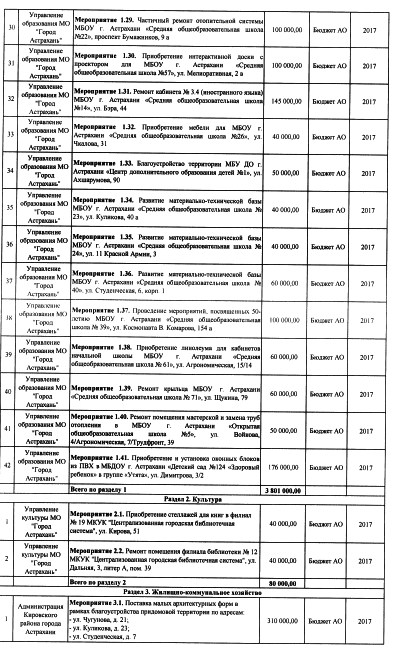 30
Управление
образования МО
"Город
Астрахань"
Мероприятие 1.29. Частичный ремонт отопительной системы
МБОУ г. Астрахани «Средняя общеобразовательная школа
№22», проспект Бумажников, 9 а
100 000,00
Бюджет АО
2017
31
Управление
образования МО
"Город
Астрахань"
Мероприятие 1.30. Приобретение интерактивной доски с
проектором для МБОУ г. Астрахани «Средняя
общеобразовательная школа №57», ул. Мелиоративная, 2 а
100 000,00
Бюджет АО
2017
32
Управление
образования МО
"Город
Астрахань"
Мероприятие 1.31. Ремонт кабинета № 3.4 (иностранного языка)
МБОУ г. Астрахани «Средняя общеобразовательная школа
№14», ул. Бэра, 44
145 000,00
Бюджет АО
2017
33
Управление
образования МО
"Город
Астрахань"
Мероприятие 1.32. Приобретение мебели для МБОУ г.
Астрахани «Средняя общеобразовательная школа №26», ул.
Чкалова, 31
40 000,00
Бюджет АО
2017
34
Управление
образования МО
"Город
Астрахань"
Мероприятие 1.33. Благоустройство территории МБУ ДО г.
Астрахани «Центр дополнительного образования детей №1», ул.
Ахшарумова, 90
50 000,00
Бюджет АО
2017
35
Управление
образования МО
"Город
Астрахань"
Мероприятие 1.34. Развитие материально-технической базы
МБОУ г. Астрахани «Средняя общеобразовательная школа №
23», ул. Куликова, 40 а
40 000,00
Бюджет АО
2017
36
Управление
образования МО
"Город
Астрахань"
Мероприятие 1.35. Развитие материально-технической базы
МБОУ г. Астрахани «Средняя общеобразовательная школа №
24», ул. 11 Красной Армии, 3
40 000,00
Бюджет АО
2017
37
Управление
образования МО
"Город
Астрахань"
Мероприятие 1.36. Развитие материально-технической базы
МБОУ г. Астрахани «Средняя общеобразовательная школа №
40», ул. Студенческая, 6, корп. 1
60 000,00
Бюджет АО
2017
38
Управление
образования МО
"Город
Астрахань"
Мероприятие 1.37. Проведение мероприятий, посвященных 50-
летию МБОУ г. Астрахани «Средняя общеобразовательная
школа № 39», ул. Космонавта В. Комарова, 154 а
100 000,00
Бюджет АО
2017
39
Управление
образования МО
"Город
Астрахань"
Мероприятие 1.38. Приобретение линолеума для кабинетов
начальной школы МБОУ г. Астрахани «Средняя
общеобразовательная школа № 61», ул. Агрономическая, 15/14
60 000,00
Бюджет АО
2017
40
Управление
образования МО
"Город
Астрахань"
Мероприятие 1.39. Ремонт крыльца МБОУ г. Астрахани
«Средняя общеобразовательная школа № 71», ул. Щукина, 79
60 000,00
Бюджет АО
2017
41
Управление
образования МО
"Город
Астрахань"
Мероприятие 1.40. Ремонт помещения мастерской и замена труб
отопления в МБОУ г. Астрахани «Открытая
общеобразовательная школа №5», ул. Войкова,
4/Агрономическая, 7/Трудфронт, 39
50 000,00
Бюджет АО
2017
42
Управление
образования МО
"Город
Астрахань"
Мероприятие 1.41. Приобретение и установка оконных блоков
из ПВХ в МБДОУ г. Астрахани «Детский сад №124 «Здоровый
ребенок» в группе «Утята», ул. Димитрова, 3/2
176 000,00
Бюджет АО
2017
Всего по разделу 1
3 801 000,00
Раздел 2. Культура
1
Управление
культуры МО
"Город
Астрахань"
Мероприятие 2.1. Приобретение стеллажей для книг в филиал
№ 19 МКУК "Централизованная городская библиотечная
система", ул. Кирова, 51
40 000,00
Бюджет АО
2017
2
Управление
культуры МО
"Город
Астрахань"
Мероприятие 2.2. Ремонт помещения филиала библиотеки № 12
МКУК "Централизованная городская библиотечная система", ул.
Дальняя, 3, литер А, пом. 39
40 000,00
Бюджет АО
2017
Всего по разделу 2
80 000,00
Раздел 3. Жилищно-коммунальное хозяйство
1
Администрация
Кировского
района города
Астрахани
Мероприятие 3.1. Поставка малых архитектурных форм в
рамках благоустройства придомовой территории по адресам:
- ул. Чугунова, д. 21;
- ул. Куликова, д. 23;
- ул. Студенческая, д. 7
310 000,00
Бюджет АО
2017